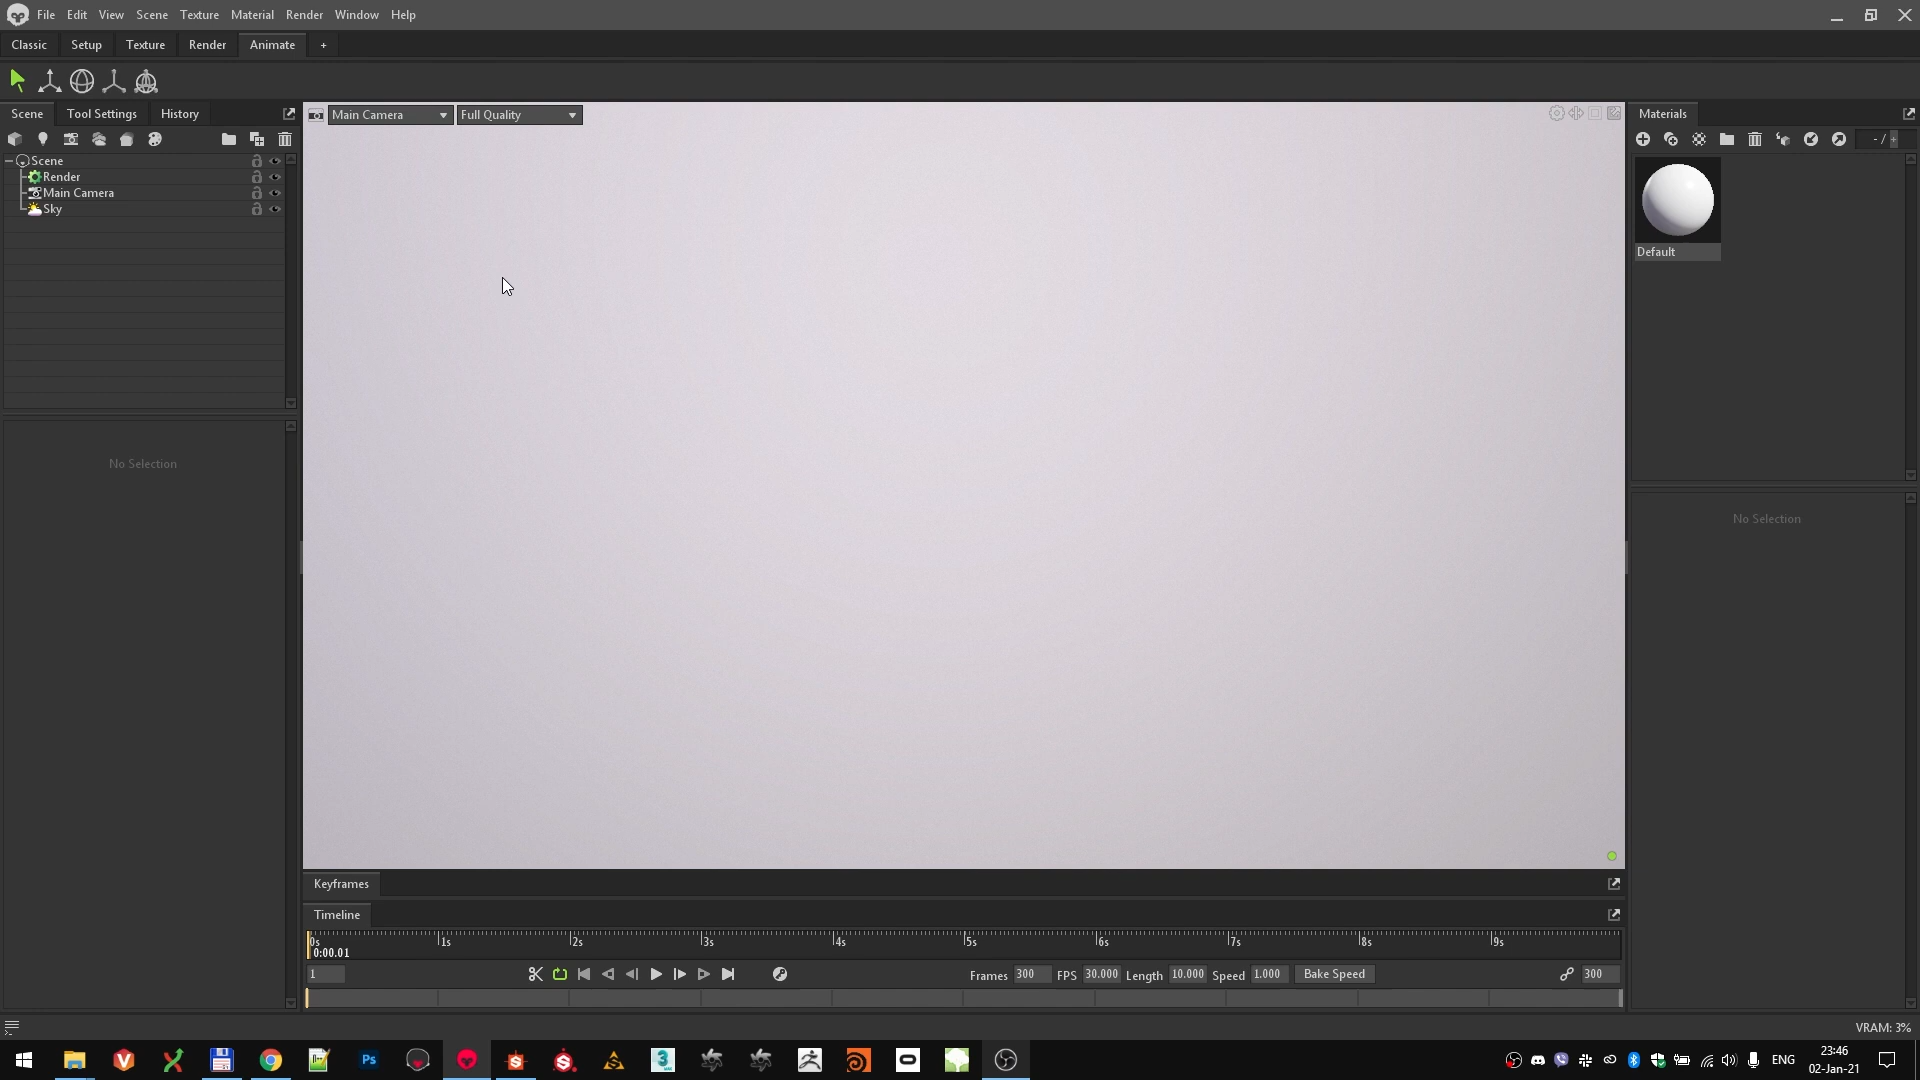 File Edit View Scene Texture Material Render Window Help
Classic Setup Texture Render Animate +
Scene Tool Settings History
Main Camera Full Quality
Materials
- / +
Scene
Render
Main Camera
Sky
Default
No Selection
No Selection
Keyframes
Timeline
0s 1s 2s 3s 4s 5s 6s 7s 8s 9s
0:00.01
1 Frames 300 FPS 30.000 Length 10.000 Speed 1.000 Bake Speed 300
VRAM: 3%
Ps
3
ENG
23:46
02-Jan-21